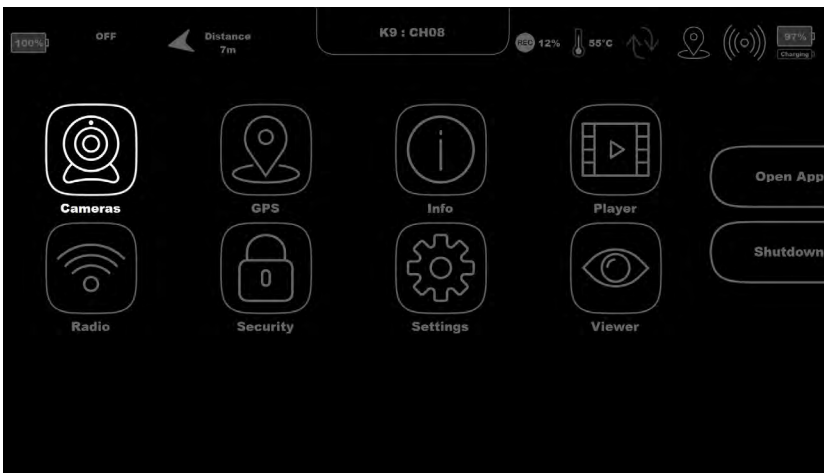 100%
OFF
Distance
7m
K9 : CH08
REC 12%
55°C
97%
Charging
Cameras
GPS
Info
Player
Open App
Radio
Security
Settings
Viewer
Shutdown